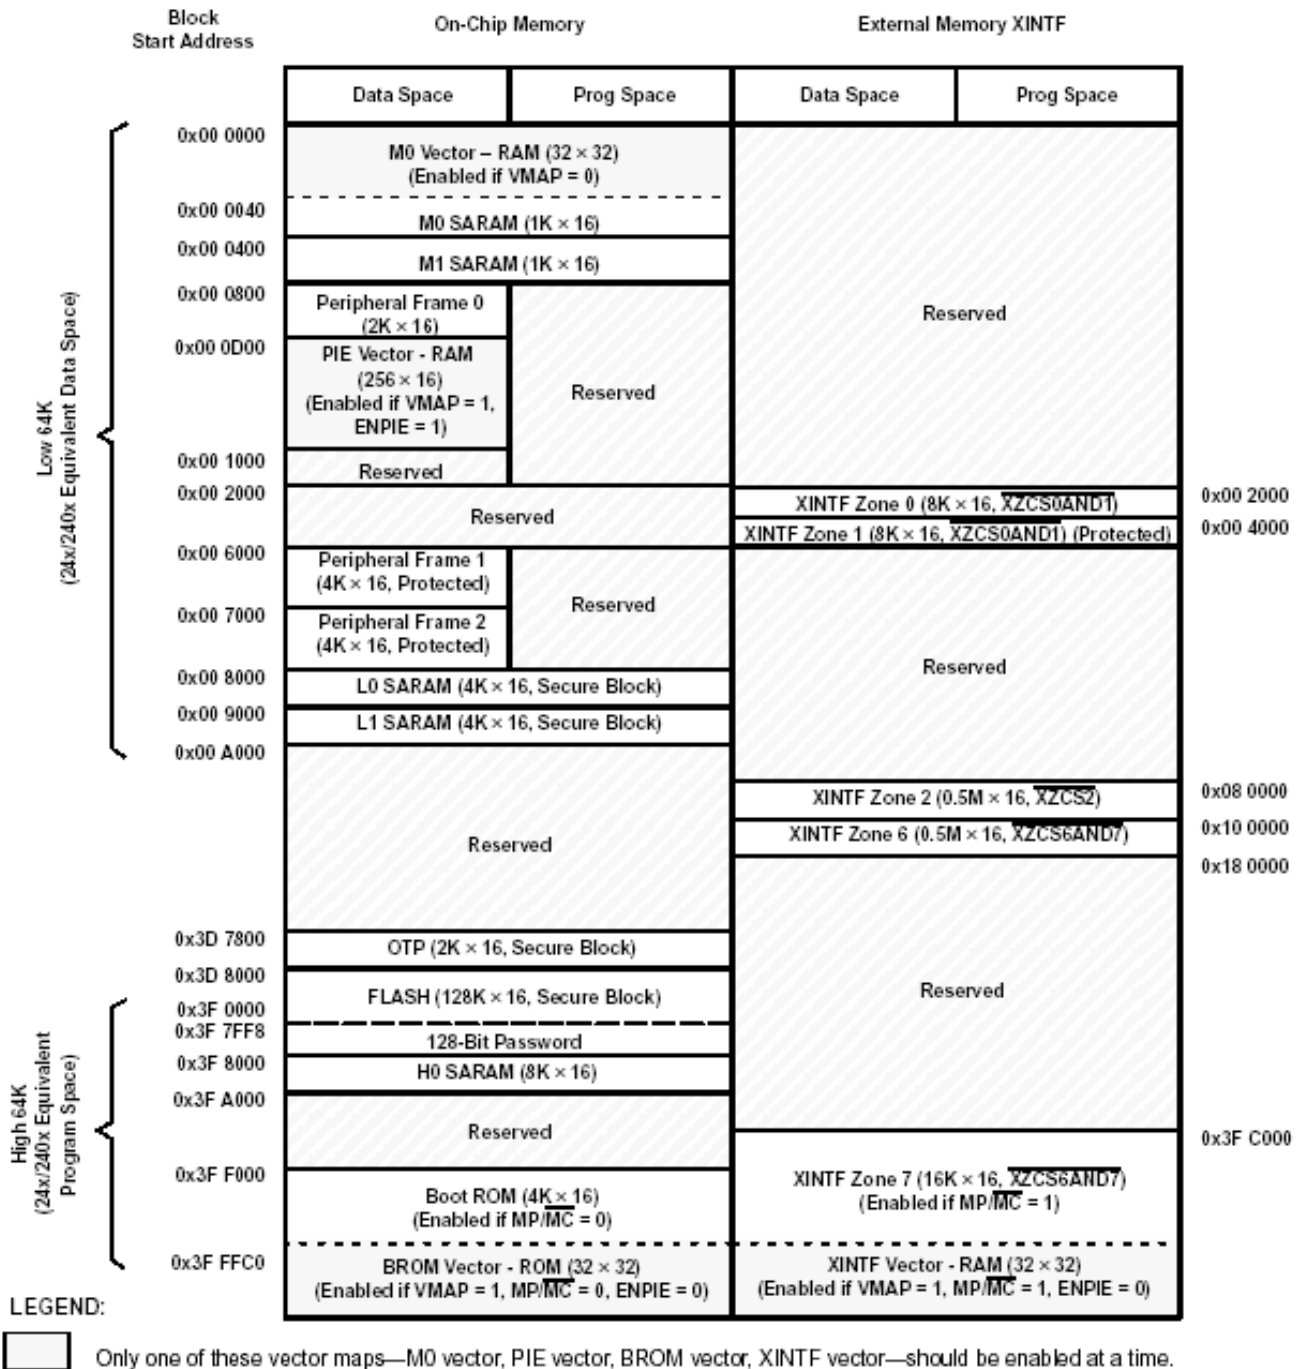 Block
Start Address
On-Chip Memory
External Memory XINTF
Data Space
Prog Space
Data Space
Prog Space
Low 64K
(24x/240x Equivalent Data Space)
0x00 0000
M0 Vector – RAM (32 × 32)
(Enabled if VMAP = 0)
0x00 0040
M0 SARAM (1K × 16)
0x00 0400
M1 SARAM (1K × 16)
0x00 0800
Peripheral Frame 0
(2K × 16)
0x00 0D00
PIE Vector - RAM
(256 × 16)
(Enabled if VMAP = 1,
ENPIE = 1)
Reserved
Reserved
0x00 1000
Reserved
0x00 2000
Reserved
XINTF Zone 0 (8K × 16, XZCS0AND1)
0x00 2000
XINTF Zone 1 (8K × 16, XZCS0AND1) (Protected)
0x00 4000
0x00 6000
Peripheral Frame 1
(4K × 16, Protected)
Reserved
0x00 7000
Peripheral Frame 2
(4K × 16, Protected)
Reserved
0x00 8000
L0 SARAM (4K × 16, Secure Block)
0x00 9000
L1 SARAM (4K × 16, Secure Block)
0x00 A000
Reserved
XINTF Zone 2 (0.5M × 16, XZCS2)
0x08 0000
XINTF Zone 6 (0.5M × 16, XZCS6AND7)
0x10 0000
0x18 0000
High 64K
(24x/240x Equivalent
Program Space)
0x3D 7800
OTP (2K × 16, Secure Block)
0x3D 8000
FLASH (128K × 16, Secure Block)
Reserved
0x3F 0000
0x3F 7FF8
128-Bit Password
0x3F 8000
H0 SARAM (8K × 16)
0x3F A000
Reserved
0x3F C000
0x3F F000
Boot ROM (4K × 16)
(Enabled if MP/MC = 0)
XINTF Zone 7 (16K × 16, XZCS6AND7)
(Enabled if MP/MC = 1)
0x3F FFC0
BROM Vector - ROM (32 × 32)
(Enabled if VMAP = 1, MP/MC = 0, ENPIE = 0)
XINTF Vector - RAM (32 × 32)
(Enabled if VMAP = 1, MP/MC = 1, ENPIE = 0)
LEGEND:
Only one of these vector maps—M0 vector, PIE vector, BROM vector, XINTF vector—should be enabled at a time.